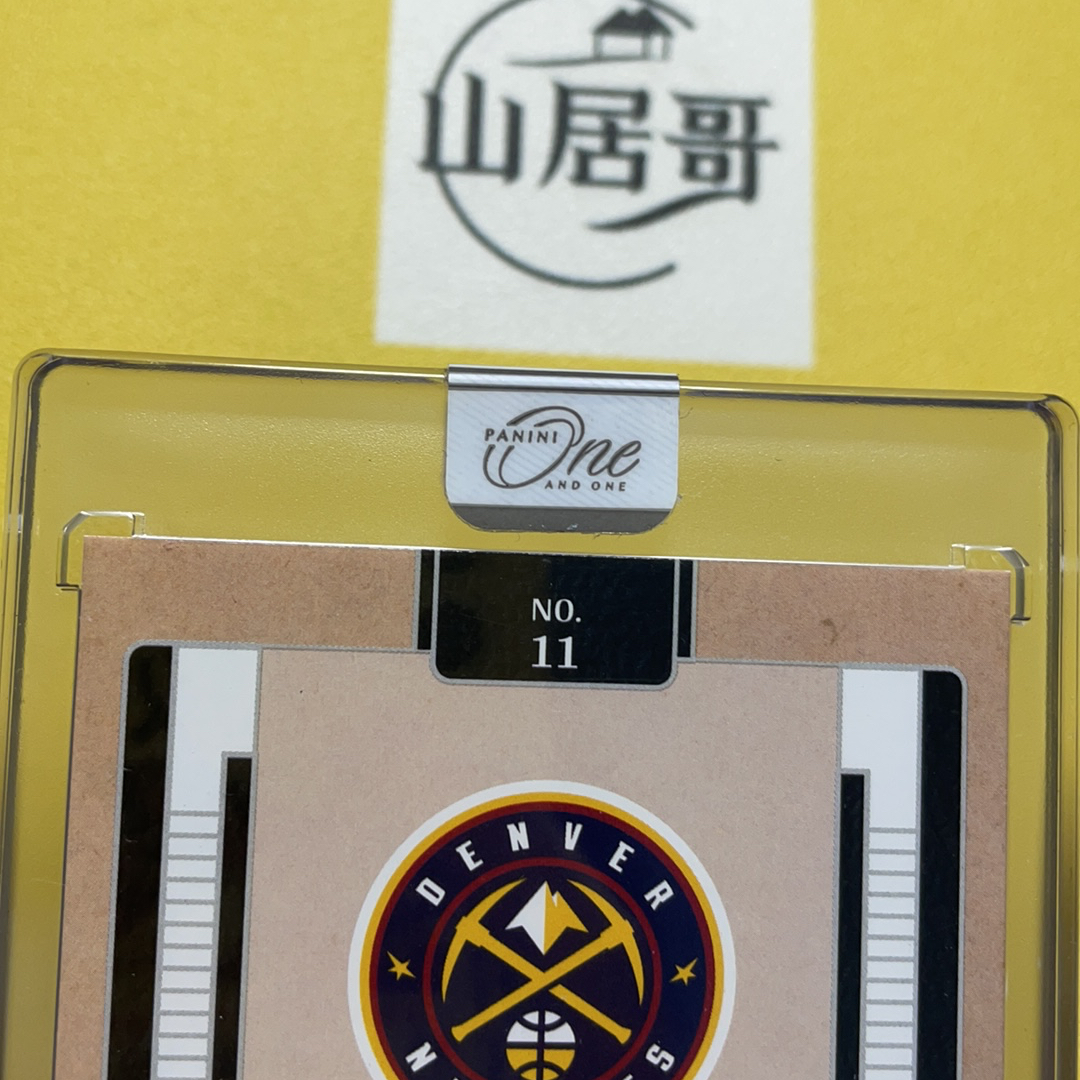 山居哥
PANINI
One
AND ONE
NO.
11
DENVER